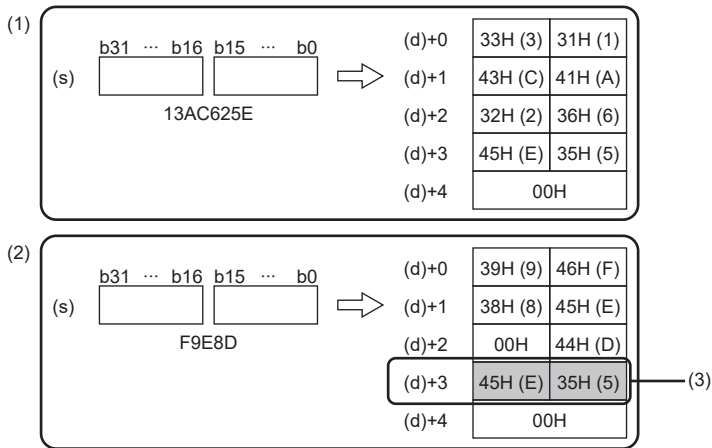 (1)
b31 ··· b16 b15 ··· b0
(s)
13AC625E
(d)+0 33H (3) 31H (1)
(d)+1 43H (C) 41H (A)
(d)+2 32H (2) 36H (6)
(d)+3 45H (E) 35H (5)
(d)+4 00H
(2)
b31 ··· b16 b15 ··· b0
(s)
F9E8D
(d)+0 39H (9) 46H (F)
(d)+1 38H (8) 45H (E)
(d)+2 00H 44H (D)
(d)+3 45H (E) 35H (5) (3)
(d)+4 00H